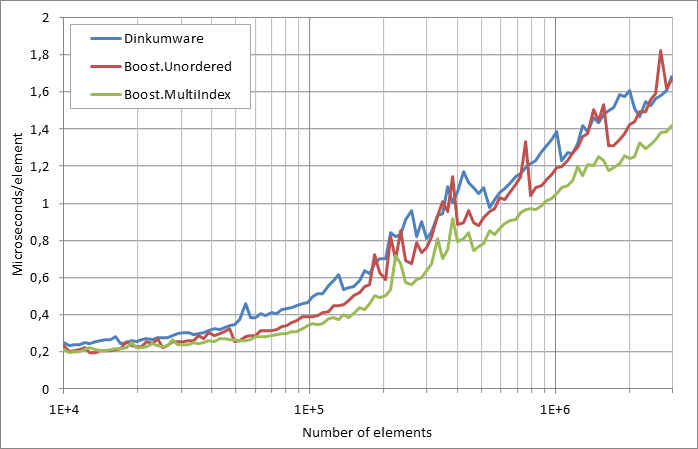 2
1,8
1,6
1,4
1,2
1
0,8
0,6
0,4
0,2
0
Microseconds/element
Dinkumware
Boost.Unordered
Boost.MultiIndex
1E+4
1E+5
1E+6
Number of elements